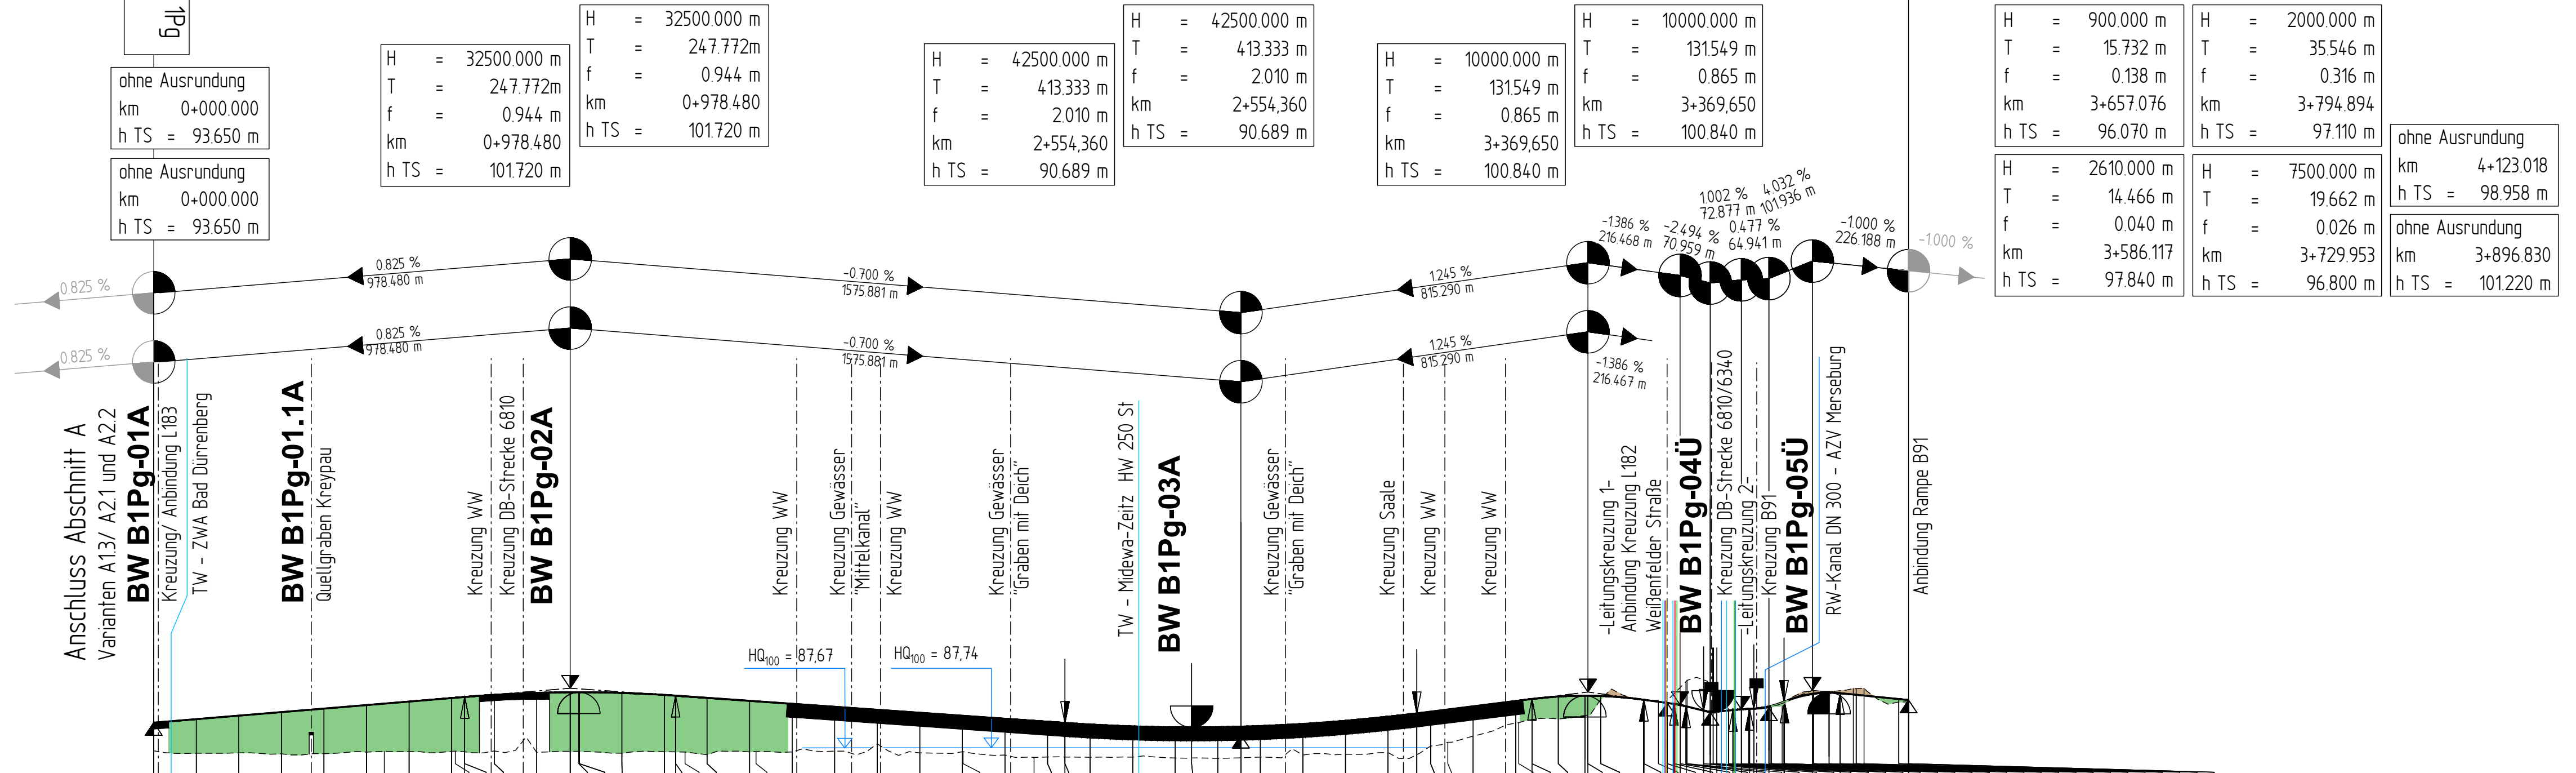 1Pg
ohne Ausrundung
km 0+000.000
h TS = 93.650 m
ohne Ausrundung
km 0+000.000
h TS = 93.650 m
H = 32500.000 m
T = 247.772m
f = 0.944 m
km 0+978.480
h TS = 101.720 m
H = 32500.000 m
T = 247.772m
f = 0.944 m
km 0+978.480
h TS = 101.720 m
H = 42500.000 m
T = 413.333 m
f = 2.010 m
km 2+554,360
h TS = 90.689 m
H = 42500.000 m
T = 413.333 m
f = 2.010 m
km 2+554,360
h TS = 90.689 m
H = 10000.000 m
T = 131.549 m
f = 0.865 m
km 3+369,650
h TS = 100.840 m
H = 10000.000 m
T = 131.549 m
f = 0.865 m
km 3+369,650
h TS = 100.840 m
H = 900.000 m
T = 15.732 m
f = 0.138 m
km 3+657.076
h TS = 96.070 m
H = 2000.000 m
T = 35.546 m
f = 0.316 m
km 3+794.894
h TS = 97.110 m
H = 2610.000 m
T = 14.466 m
f = 0.040 m
km 3+586.117
h TS = 97.840 m
H = 7500.000 m
T = 19.662 m
f = 0.026 m
km 3+729.953
h TS = 96.800 m
ohne Ausrundung
km 4+123.018
h TS = 98.958 m
ohne Ausrundung
km 3+896.830
h TS = 101.220 m
0.825 %
0.825 %
978.480 m
-0.700 %
1575.881 m
1.245 %
815.290 m
-1.386 %
216.468 m
-2.494 %
70.959 m
1.002 %
72.877 m
0.477 %
64.941 m
4.032 %
101.936 m
-1.000 %
226.188 m
-1.000 %
0.825 %
0.825 %
978.480 m
-0.700 %
1575.881 m
1.245 %
815.290 m
-1.386 %
216.467 m
Anschluss Abschnitt A
Varianten A1.3/ A2.1 und A2.2
BW B1Pg-01A
Kreuzung/ Anbindung L183
TW - ZWA Bad Dürrenberg
BW B1Pg-01.1A
Quellgraben Kreypau
Kreuzung WW
Kreuzung DB-Strecke 6810
BW B1Pg-02A
Kreuzung WW
Kreuzung Gewässer
"Mittelkanal"
Kreuzung WW
Kreuzung Gewässer
"Graben mit Deich"
TW - Midewa-Zeitz HW 250 St
BW B1Pg-03A
Kreuzung Gewässer
"Graben mit Deich"
Kreuzung Saale
Kreuzung WW
Kreuzung WW
-Leitungskreuzung 1-
Anbindung Kreuzung L182
Weißenfelder Straße
BW B1Pg-04Ü
Kreuzung DB-Strecke 6810/6340
-Leitungskreuzung 2-
Kreuzung B91
BW B1Pg-05Ü
RW-Kanal DN 300 - AZV Merseburg
Anbindung Rampe B91
HQ100 = 87,67
HQ100 = 87,74